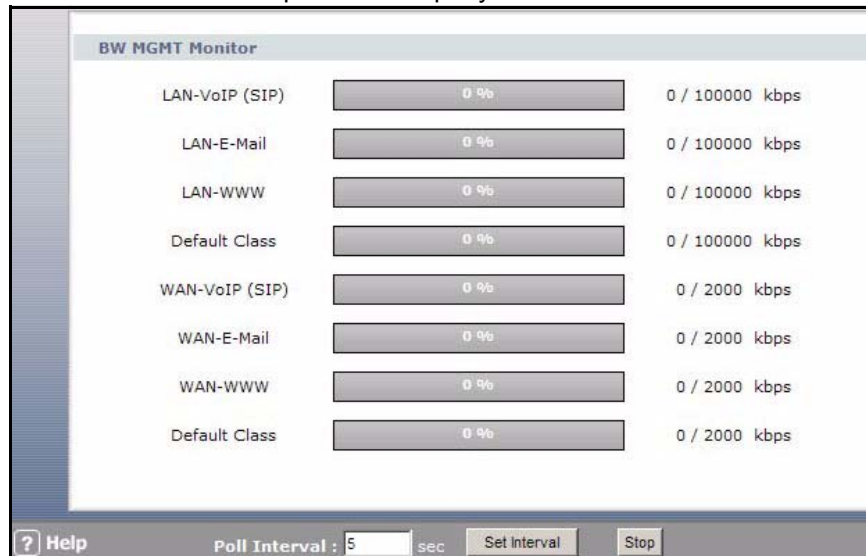 BW MGMT Monitor
LAN-VoIP (SIP) 0 % 0 / 100000 kbps
LAN-E-Mail 0 % 0 / 100000 kbps
LAN-WWW 0 % 0 / 100000 kbps
Default Class 0 % 0 / 100000 kbps
WAN-VoIP (SIP) 0 % 0 / 2000 kbps
WAN-E-Mail 0 % 0 / 2000 kbps
WAN-WWW 0 % 0 / 2000 kbps
Default Class 0 % 0 / 2000 kbps
? Help Poll Interval : 5 sec Set Interval Stop